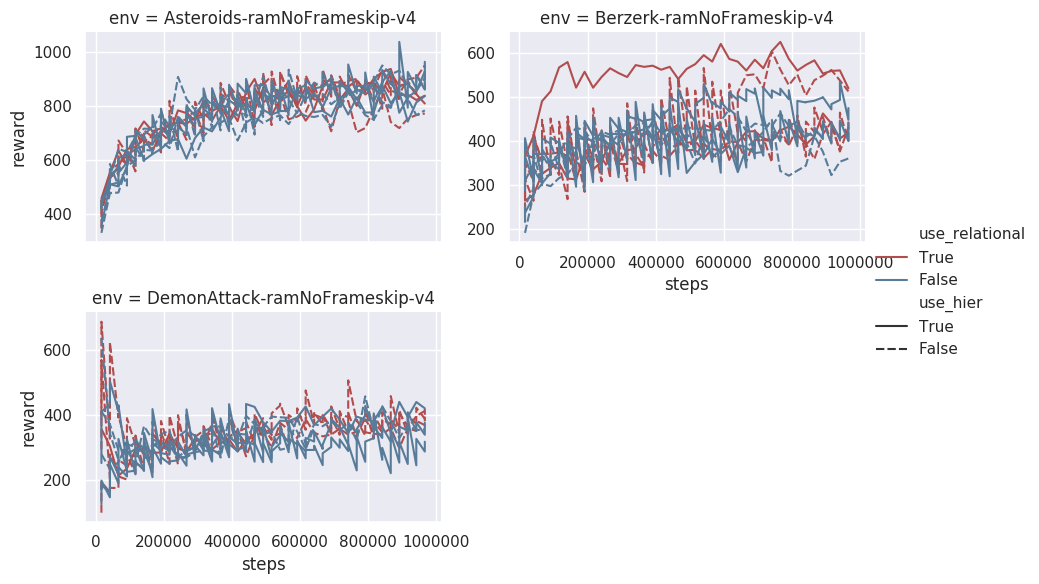 env = Asteroids-ramNoFrameskip-v4
1000
800
600
400
reward
env = Berzerk-ramNoFrameskip-v4
600
500
400
300
200
0 200000 400000 600000 800000 1000000
steps
use_relational
True
False
use_hier
True
False
env = DemonAttack-ramNoFrameskip-v4
600
400
200
reward
0 200000 400000 600000 800000 1000000
steps